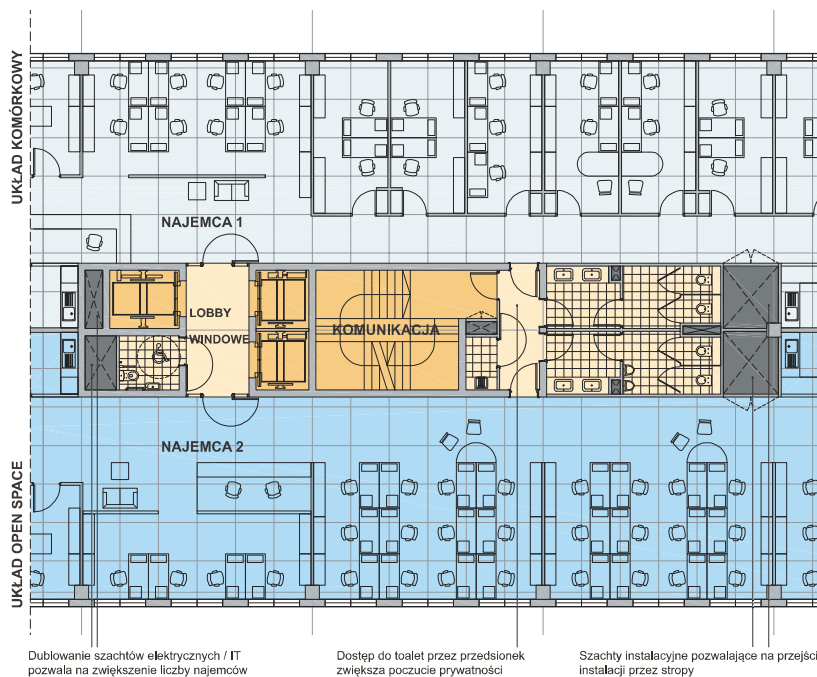 UKŁAD KOMÓRKOWY
NAJEMCA 1
LOBBY
WINDOWE
KOMUNIKACJA
NAJEMCA 2
UKŁAD OPEN SPACE
Dublowanie szachtów elektrycznych / IT
pozwala na zwiększenie liczby najemców
Dostęp do toalet przez przedsionek
zwiększa poczucie prywatności
Szachty instalacyjne pozwalające na przejści
instalacji przez stropy